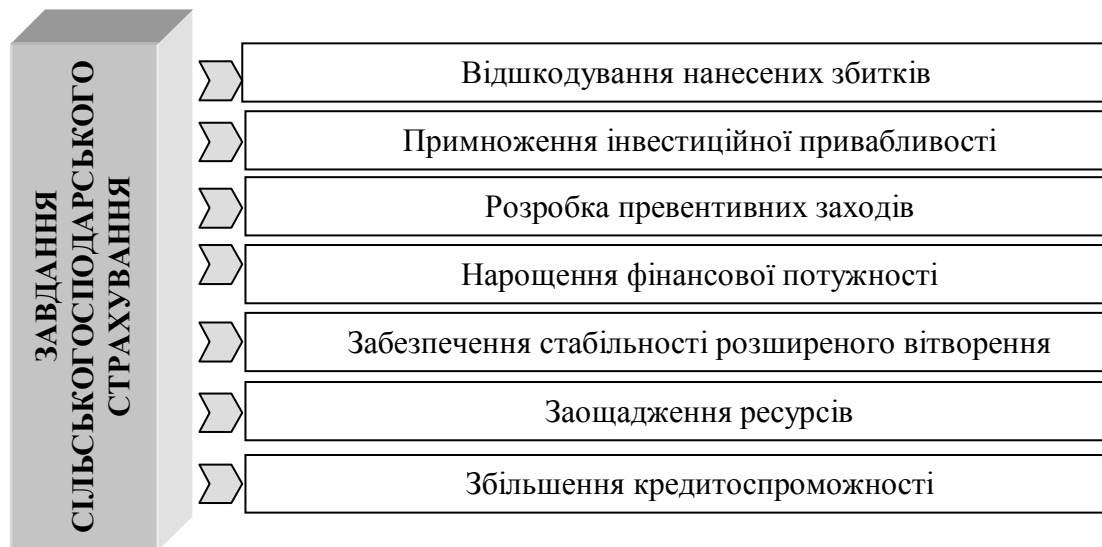 ЗАВДАННЯ
СІЛЬСЬКОГОСПОДАРСЬКОГО
СТРАХУВАННЯ
Відшкодування нанесених збитків
Примноження інвестиційної привабливості
Розробка превентивних заходів
Нарощення фінансової потужності
Забезпечення стабільності розширеного вітворення
Заощадження ресурсів
Збільшення кредитоспроможності